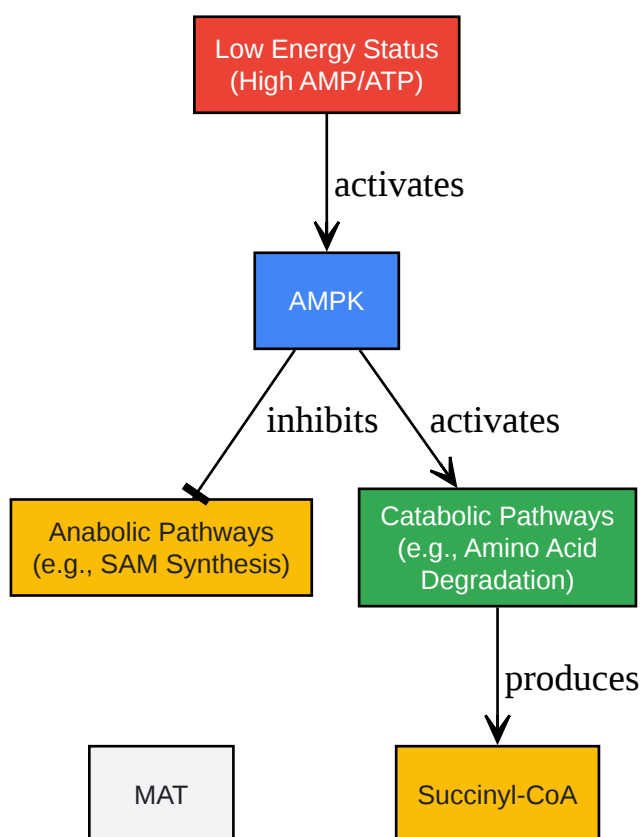 Low Energy Status
(High AMP/ATP)
activates
AMPK
inhibits
activates
Anabolic Pathways
(e.g., SAM Synthesis)
Catabolic Pathways
(e.g., Amino Acid
Degradation)
produces
MAT
Succinyl-CoA